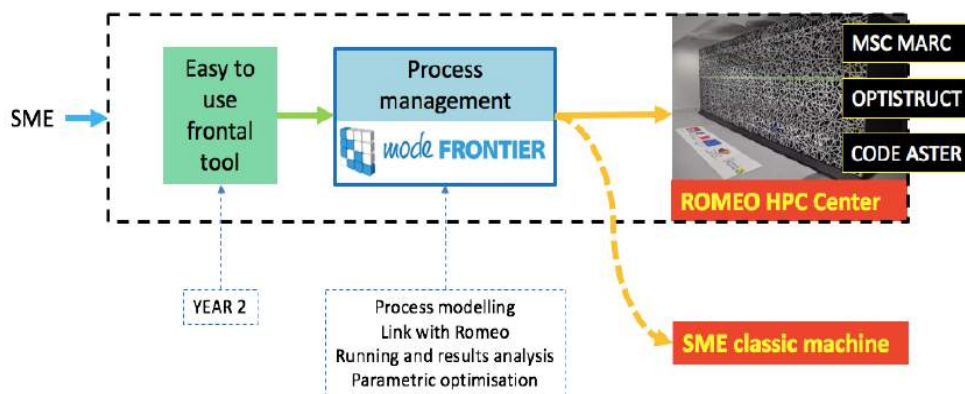 SME
Easy to
use
frontal
tool
Process
management
mode FRONTIER
MSC MARC
OPTISTRUCT
CODE ASTER
ROMEO HPC Center
YEAR 2
Process modelling
Link with Romeo
Running and results analysis
Parametric optimisation
SME classic machine